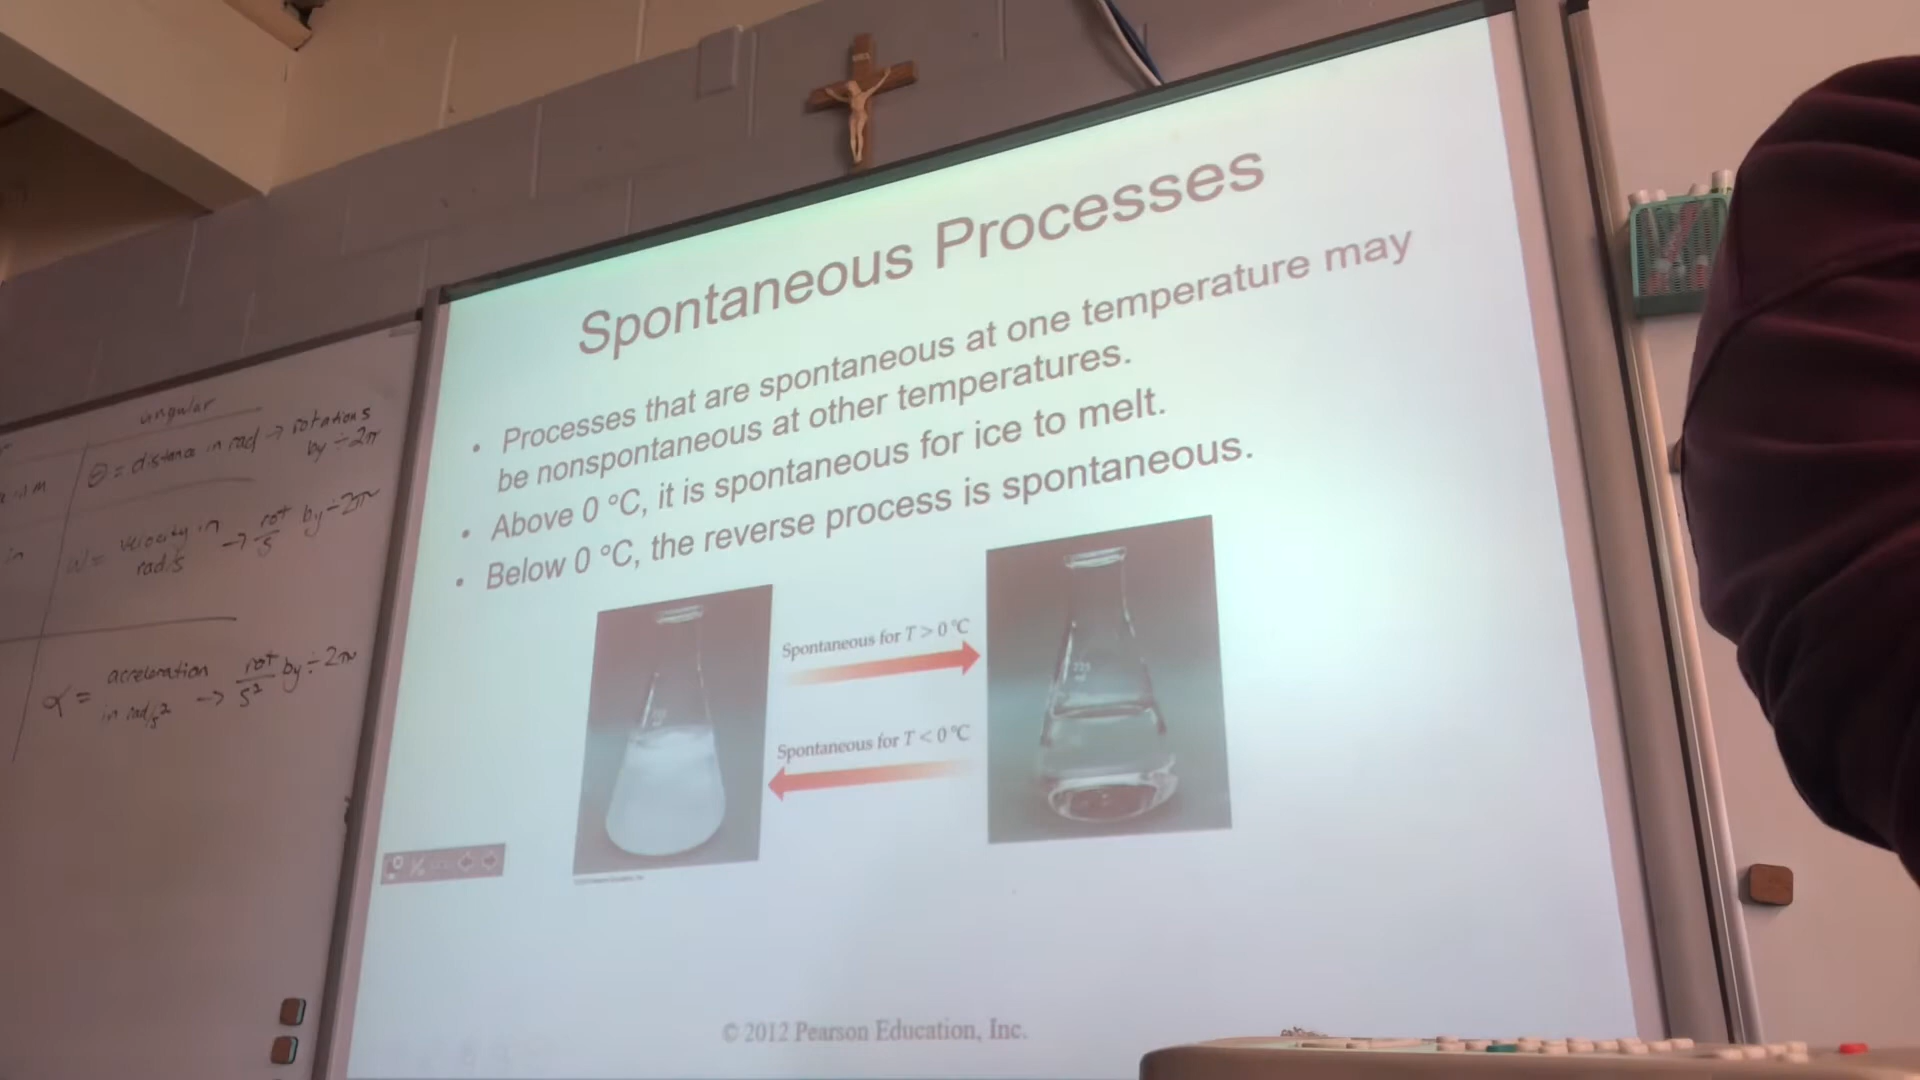 Spontaneous Processes
• Processes that are spontaneous at one temperature may
be nonspontaneous at other temperatures.
• Above 0 °C, it is spontaneous for ice to melt.
• Below 0 °C, the reverse process is spontaneous.
Spontaneous for T > 0 °C
Spontaneous for T < 0 °C
© 2012 Pearson Education, Inc.
angular
in m
θ = distance in rad → rotations
by ÷ 2π
in
ω = velocity in
rad/s
→ rot/s by ÷ 2π
α = acceleration
in rad/s²
→ rot/s² by ÷ 2π